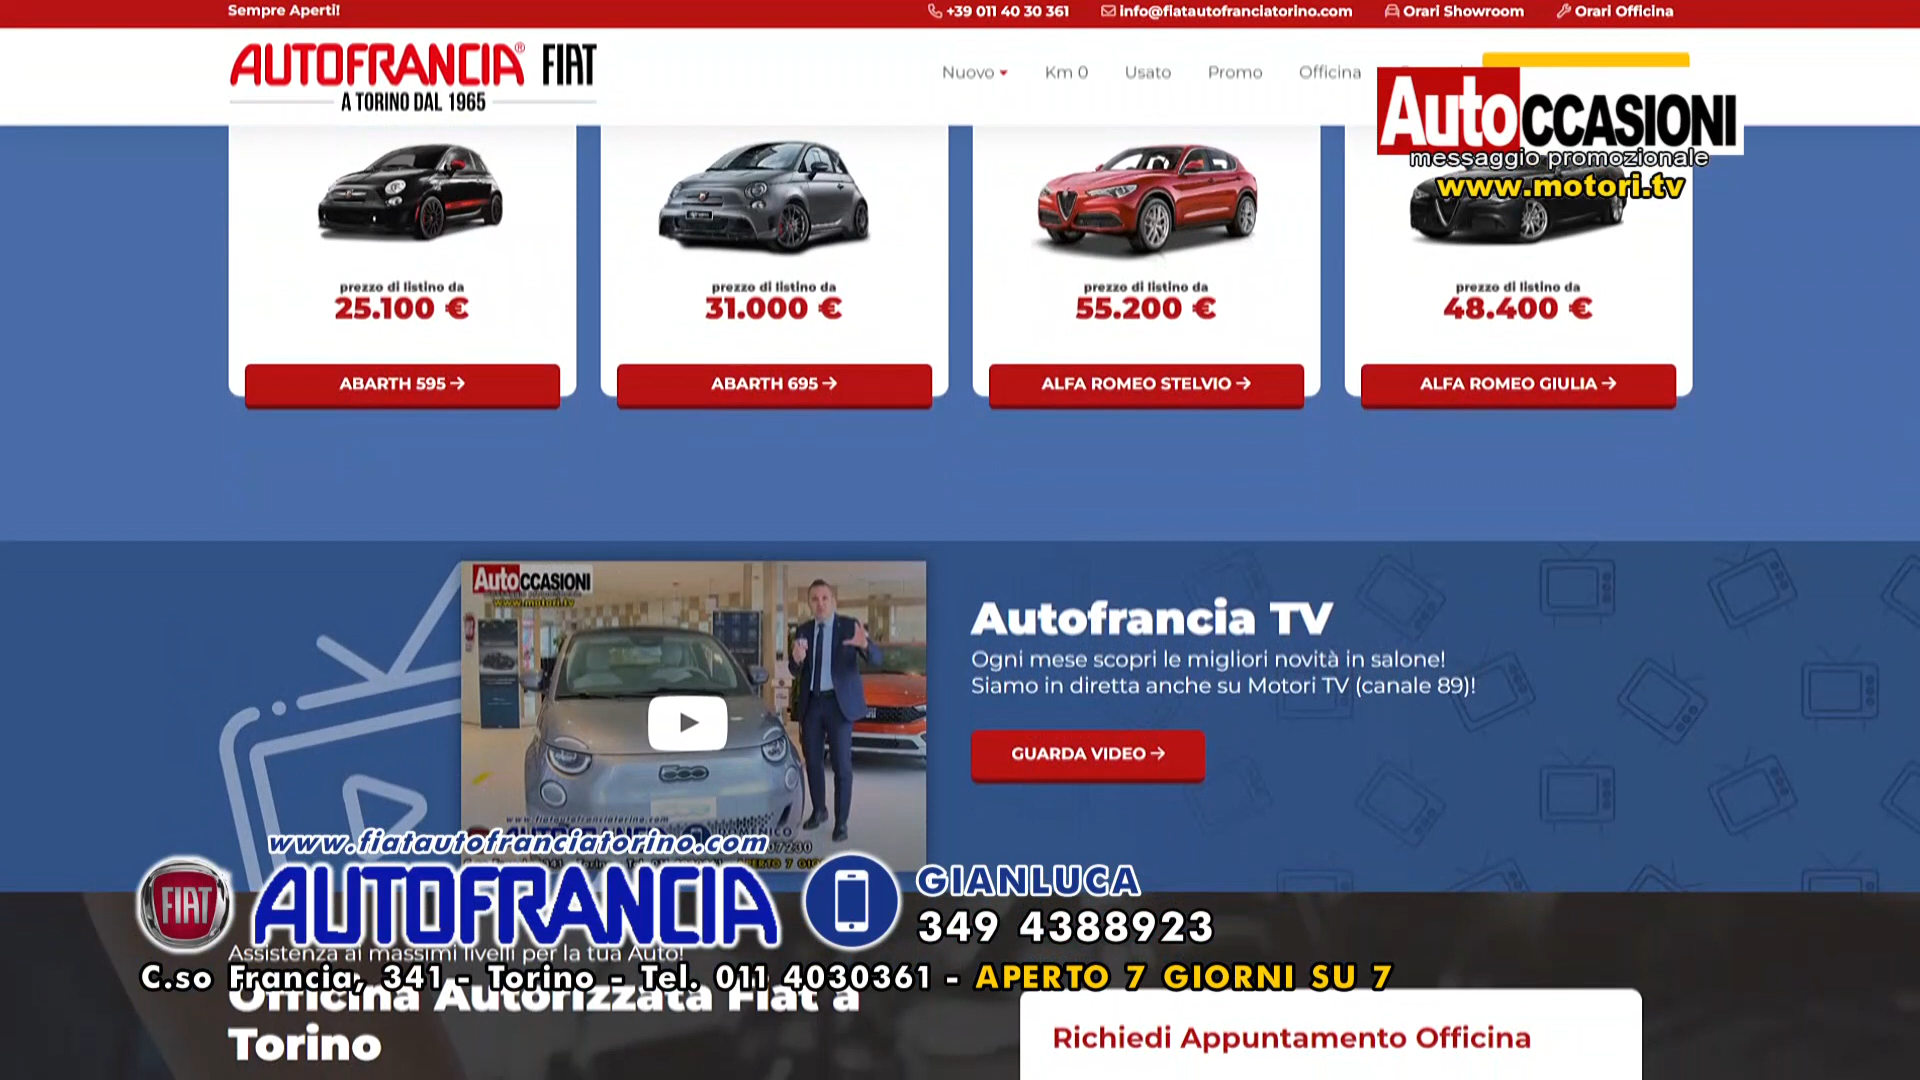 Sempre Aperti!
+39 011 40 30 361
info@fiatautofranciatorino.com
Orari Showroom
Orari Officina
AUTOFRANCIA® FIAT
A TORINO DAL 1965
Nuovo
Km 0
Usato
Promo
Officina
AutOCCASIONI
messaggio promozionale
www.motori.tv
prezzo di listino da
25.100 €
ABARTH 595
prezzo di listino da
31.000 €
ABARTH 695
prezzo di listino da
55.200 €
ALFA ROMEO STELVIO
prezzo di listino da
48.400 €
ALFA ROMEO GIULIA
AutOCCASIONI
www.motori.tv
500
Autofrancia TV
Ogni mese scopri le migliori novità in salone!
Siamo in diretta anche su Motori TV (canale 89)!
GUARDA VIDEO
www.fiatautofranciatorino.com
FIAT
AUTOFRANCIA
GIANLUCA
349 4388923
Assistenza ai massimi livelli per la tua Auto!
C.so Francia, 341 - Torino - Tel. 011 4030361 - APERTO 7 GIORNI SU 7
Officina Autorizzata Fiat a
Torino
Richiedi Appuntamento Officina